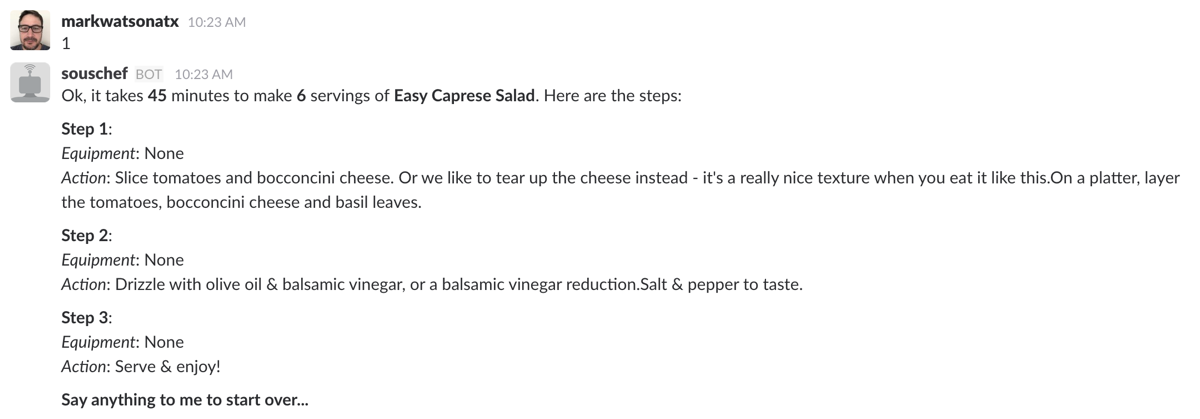 markwatsonatx 10:23 AM
1
souschef BOT 10:23 AM
Ok, it takes 45 minutes to make 6 servings of Easy Caprese Salad. Here are the steps:
Step 1:
Equipment: None
Action: Slice tomatoes and bocconcini cheese. Or we like to tear up the cheese instead - it's a really nice texture when you eat it like this.On a platter, layer
the tomatoes, bocconcini cheese and basil leaves.
Step 2:
Equipment: None
Action: Drizzle with olive oil & balsamic vinegar, or a balsamic vinegar reduction.Salt & pepper to taste.
Step 3:
Equipment: None
Action: Serve & enjoy!
Say anything to me to start over...